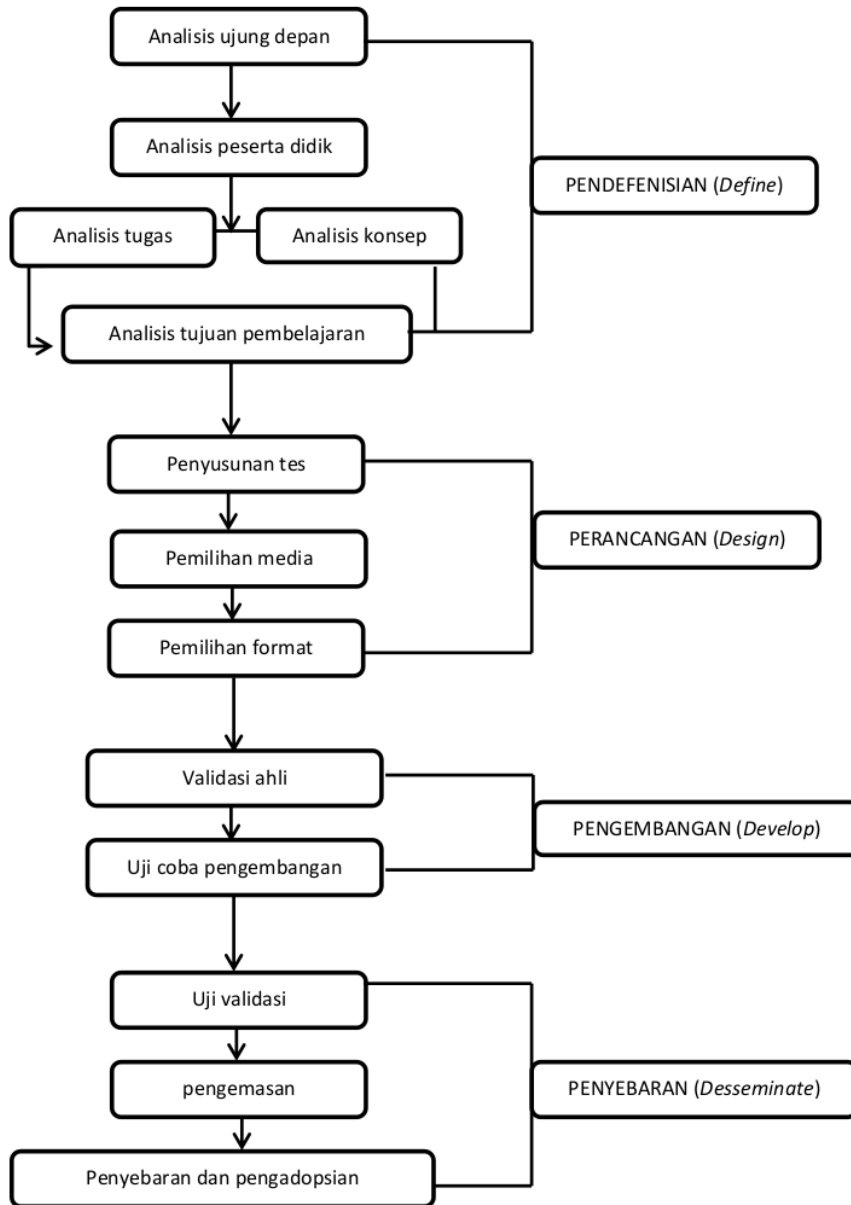 Analisis ujung depan
Analisis peserta didik
PENDEFENISIAN (Define)
Analisis tugas
Analisis konsep
Analisis tujuan pembelajaran
Penyusunan tes
PERANCANGAN (Design)
Pemilihan media
Pemilihan format
Validasi ahli
PENGEMBANGAN (Develop)
Uji coba pengembangan
Uji validasi
pengemasan
PENYEBARAN (Desseminate)
Penyebaran dan pengadopsian